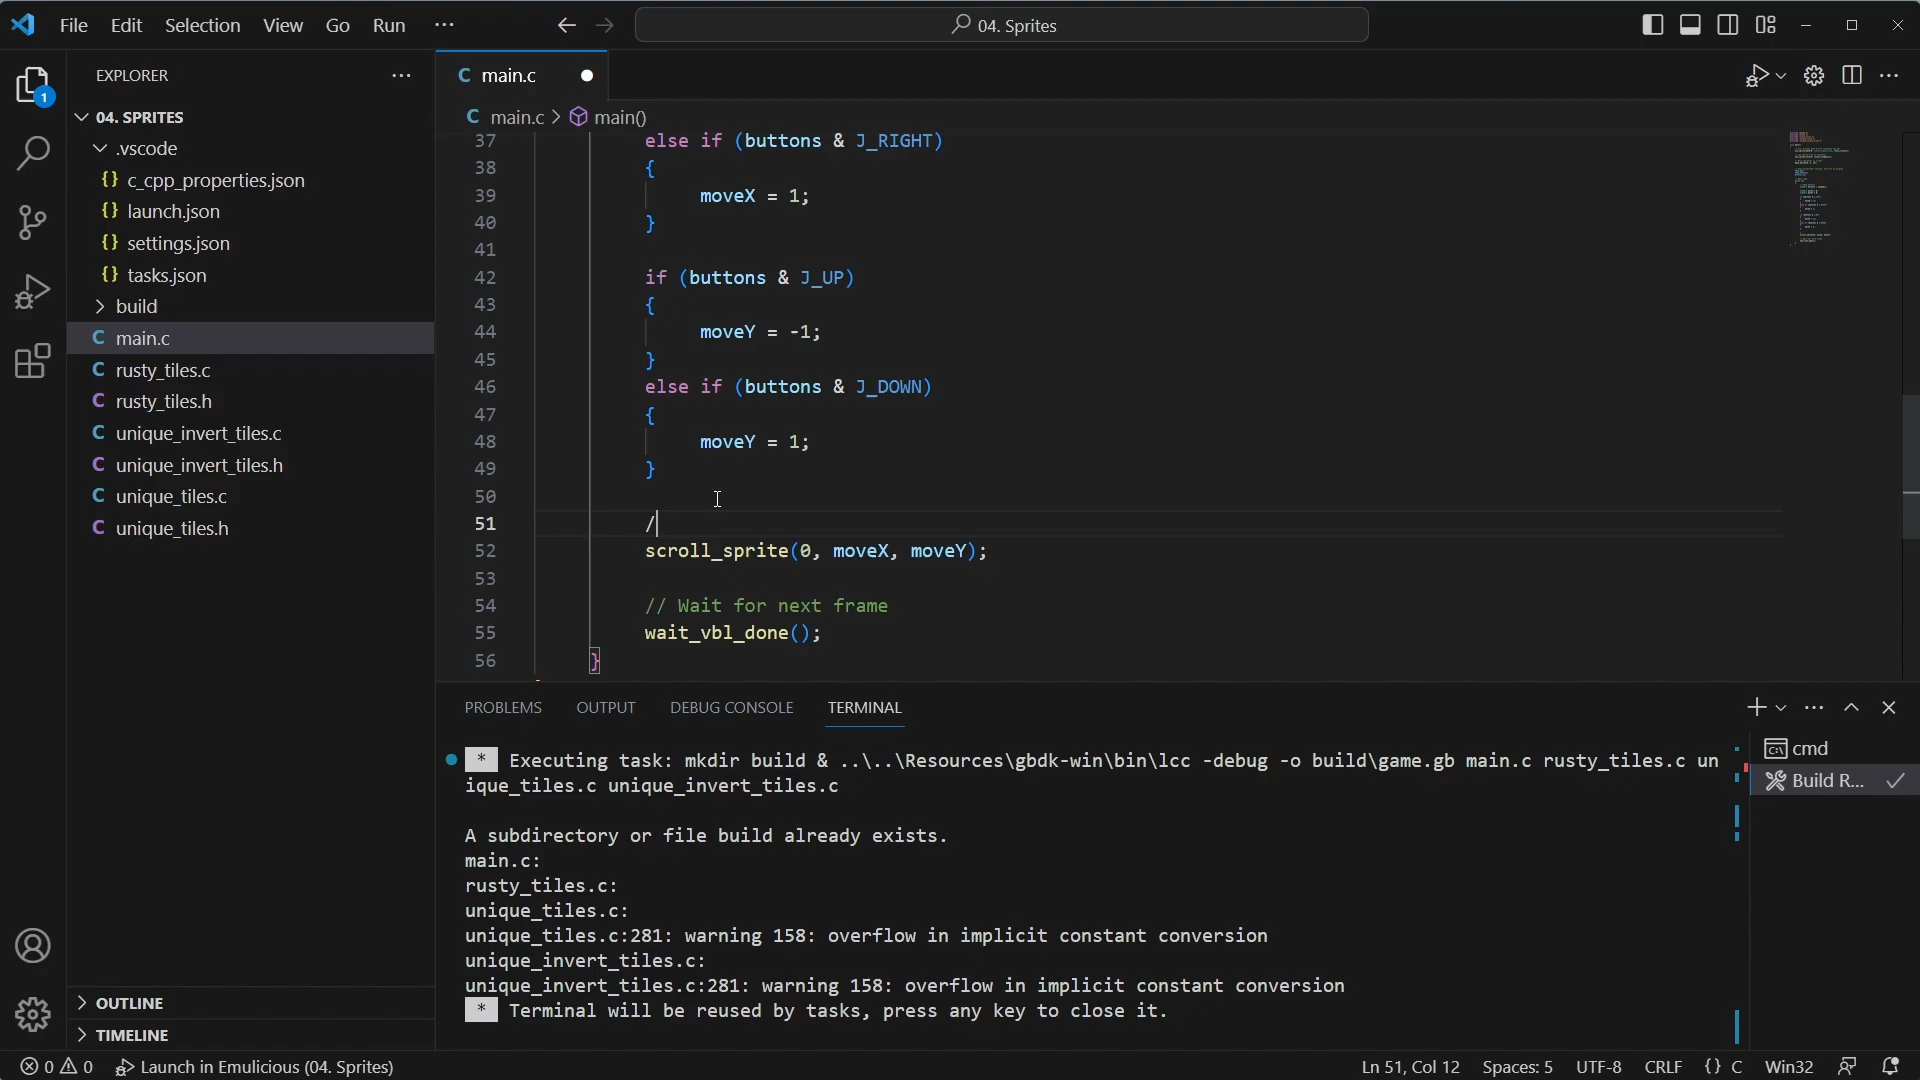 File Edit Selection View Go Run ···
04. Sprites
EXPLORER
1
04. SPRITES
.vscode
{} c_cpp_properties.json
{} launch.json
{} settings.json
{} tasks.json
build
C main.c
C rusty_tiles.c
C rusty_tiles.h
C unique_invert_tiles.c
C unique_invert_tiles.h
C unique_tiles.c
C unique_tiles.h
OUTLINE
TIMELINE
C main.c
C main.c > main()
37 else if (buttons & J_RIGHT)
38 {
39 moveX = 1;
40 }
41
42 if (buttons & J_UP)
43 {
44 moveY = -1;
45 }
46 else if (buttons & J_DOWN)
47 {
48 moveY = 1;
49 }
50
51 /
52 scroll_sprite(0, moveX, moveY);
53
54 // Wait for next frame
55 wait_vbl_done();
56 }
PROBLEMS OUTPUT DEBUG CONSOLE TERMINAL
* Executing task: mkdir build & ..\..\Resources\gbdk-win\bin\lcc -debug -o build\game.gb main.c rusty_tiles.c un
ique_tiles.c unique_invert_tiles.c
A subdirectory or file build already exists.
main.c:
rusty_tiles.c:
unique_tiles.c:
unique_tiles.c:281: warning 158: overflow in implicit constant conversion
unique_invert_tiles.c:
unique_invert_tiles.c:281: warning 158: overflow in implicit constant conversion
* Terminal will be reused by tasks, press any key to close it.
cmd
Build R...
0 0 Launch in Emulicious (04. Sprites)
Ln 51, Col 12 Spaces: 5 UTF-8 CRLF {} C Win32